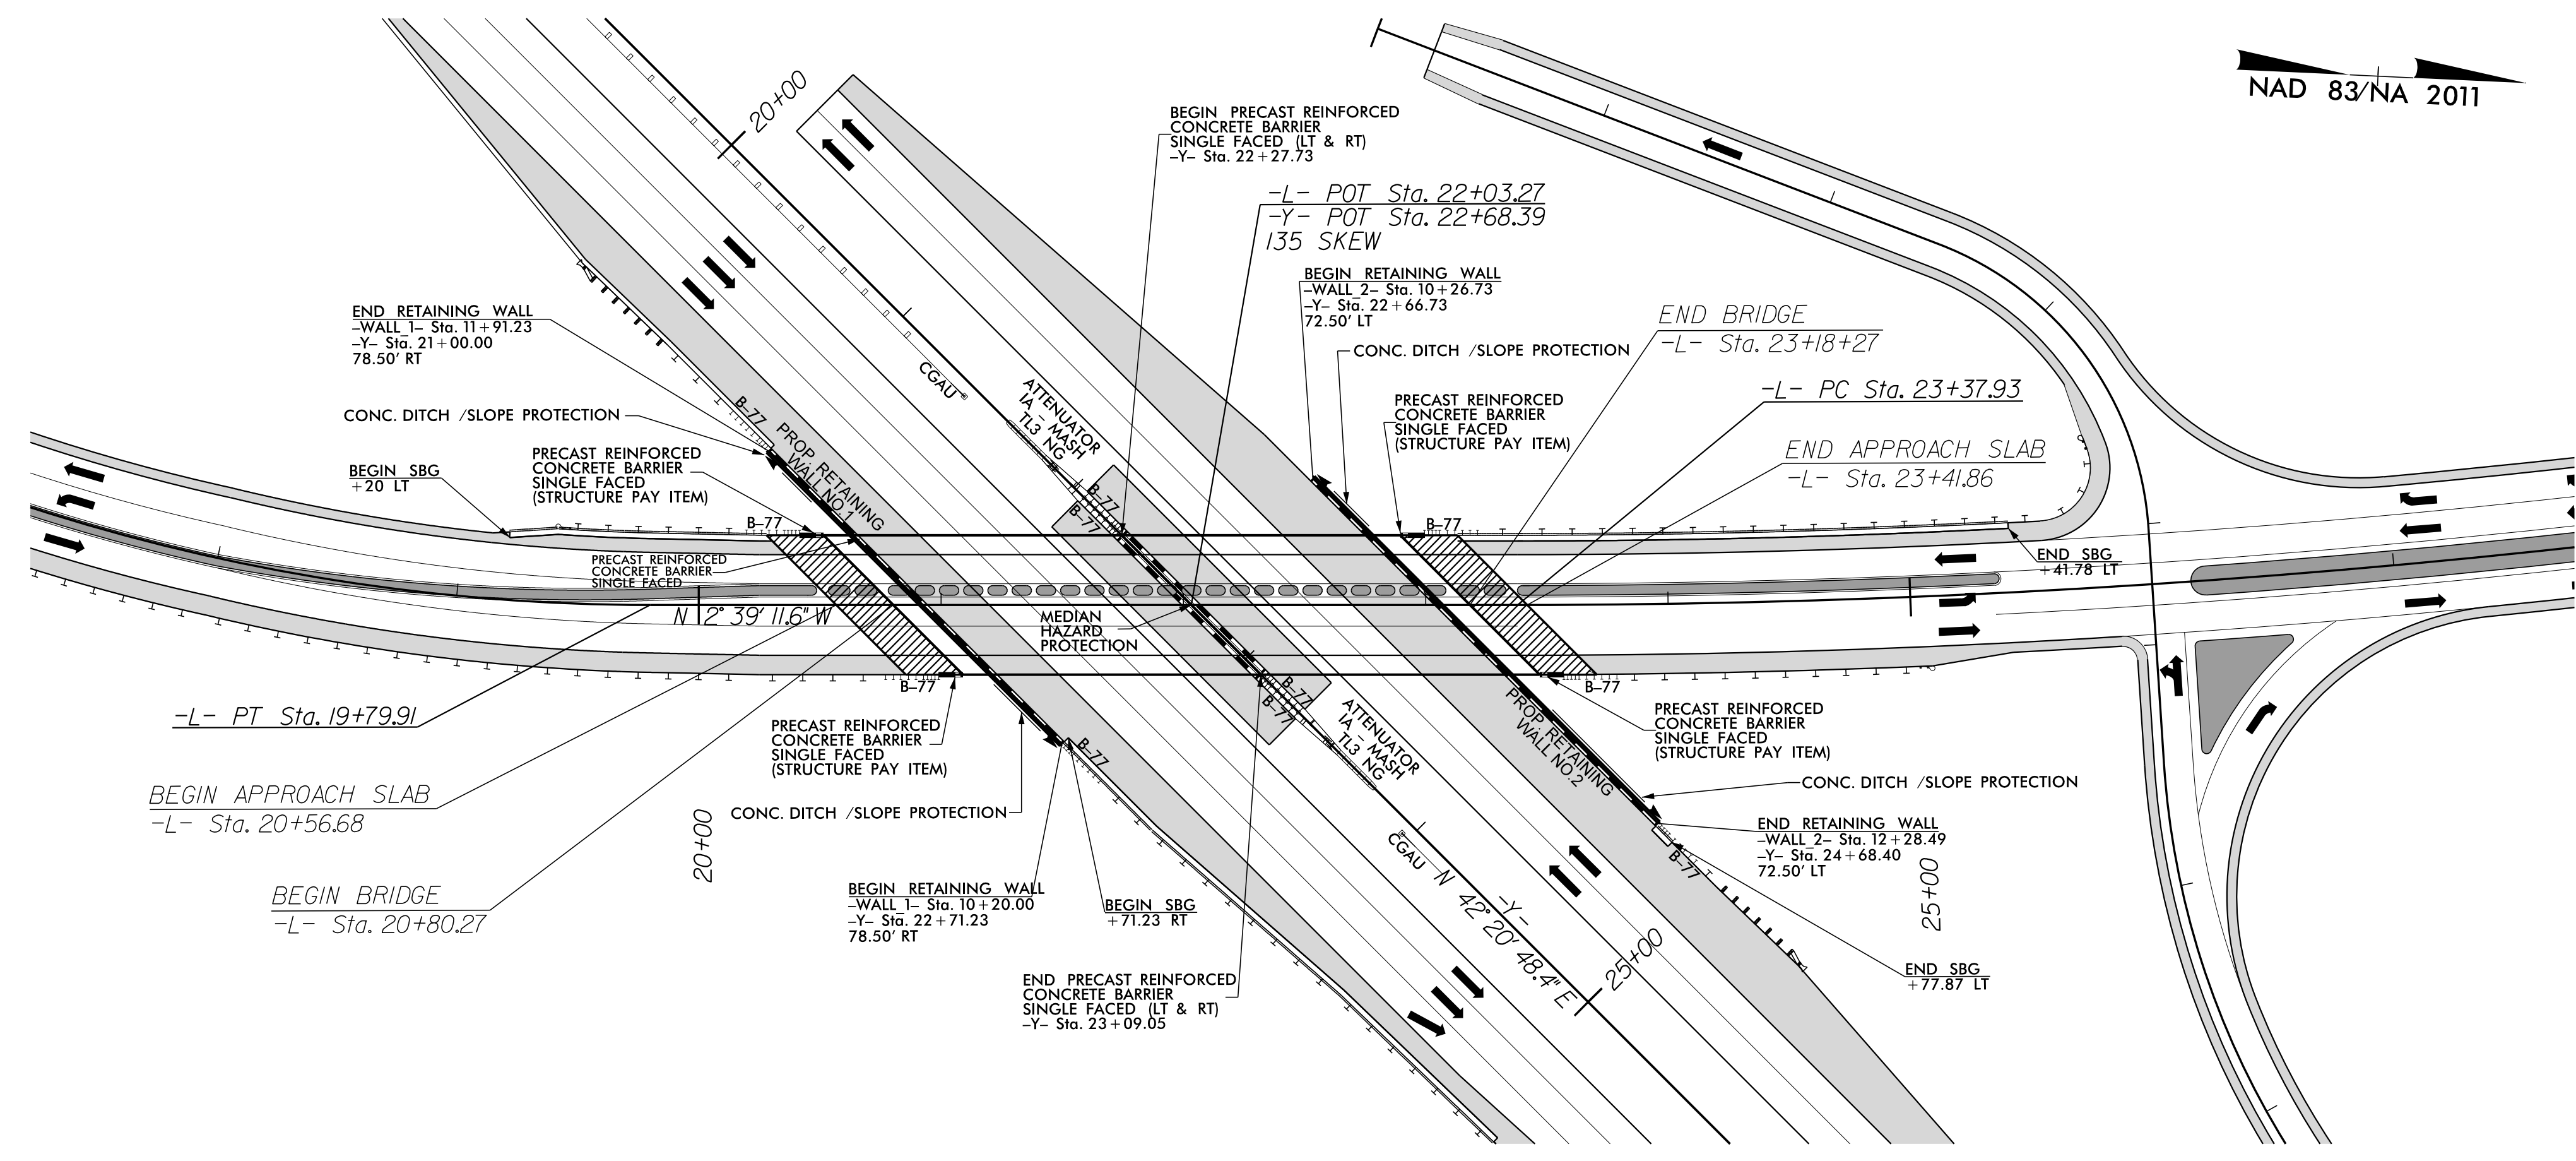 20+00
NAD 83/NA 2011
BEGIN PRECAST REINFORCED
CONCRETE BARRIER
SINGLE FACED (LT & RT)
-Y- Sta. 22+27.73
-L- POT Sta. 22+03.27
-Y- POT Sta. 22+68.39
135 SKEW
BEGIN RETAINING WALL
-WALL_2- Sta. 10+26.73
-Y- Sta. 22+66.73
72.50' LT
END RETAINING WALL
-WALL_1- Sta. 11+91.23
-Y- Sta. 21+00.00
78.50' RT
END BRIDGE
-L- Sta. 23+18+27
CONC. DITCH /SLOPE PROTECTION
CGAU
ATTENUATOR
1A - MASH
TL3 NG
-L- PC Sta. 23+37.93
PRECAST REINFORCED
CONCRETE BARRIER
SINGLE FACED
(STRUCTURE PAY ITEM)
CONC. DITCH /SLOPE PROTECTION
B-77
PROP RETAINING
WALL NO.1
PRECAST REINFORCED
CONCRETE BARRIER
SINGLE FACED
(STRUCTURE PAY ITEM)
END APPROACH SLAB
-L- Sta. 23+41.86
BEGIN SBG
+20 LT
B-77
B-77
B-77
B-77
PRECAST REINFORCED
CONCRETE BARRIER
SINGLE FACED
END SBG
+41.78 LT
N 12° 39' 11.6" W
MEDIAN
HAZARD
PROTECTION
B-77
B-77
B-77
B-77
-L- PT Sta. 19+79.91
PRECAST REINFORCED
CONCRETE BARRIER
SINGLE FACED
(STRUCTURE PAY ITEM)
B-77
ATTENUATOR
1A - MASH
TL3 NG
PROP RETAINING
WALL NO.2
PRECAST REINFORCED
CONCRETE BARRIER
SINGLE FACED
(STRUCTURE PAY ITEM)
CONC. DITCH /SLOPE PROTECTION
BEGIN APPROACH SLAB
-L- Sta. 20+56.68
20+00
CONC. DITCH /SLOPE PROTECTION
CGAU
END RETAINING WALL
-WALL_2- Sta. 12+28.49
-Y- Sta. 24+68.40
72.50' LT
B-77
25+00
BEGIN BRIDGE
-L- Sta. 20+80.27
BEGIN RETAINING WALL
-WALL_1- Sta. 10+20.00
-Y- Sta. 22+71.23
78.50' RT
BEGIN SBG
+71.23 RT
-Y-
N 42° 20' 48.4" E
25+00
END SBG
+77.87 LT
END PRECAST REINFORCED
CONCRETE BARRIER
SINGLE FACED (LT & RT)
-Y- Sta. 23+09.05